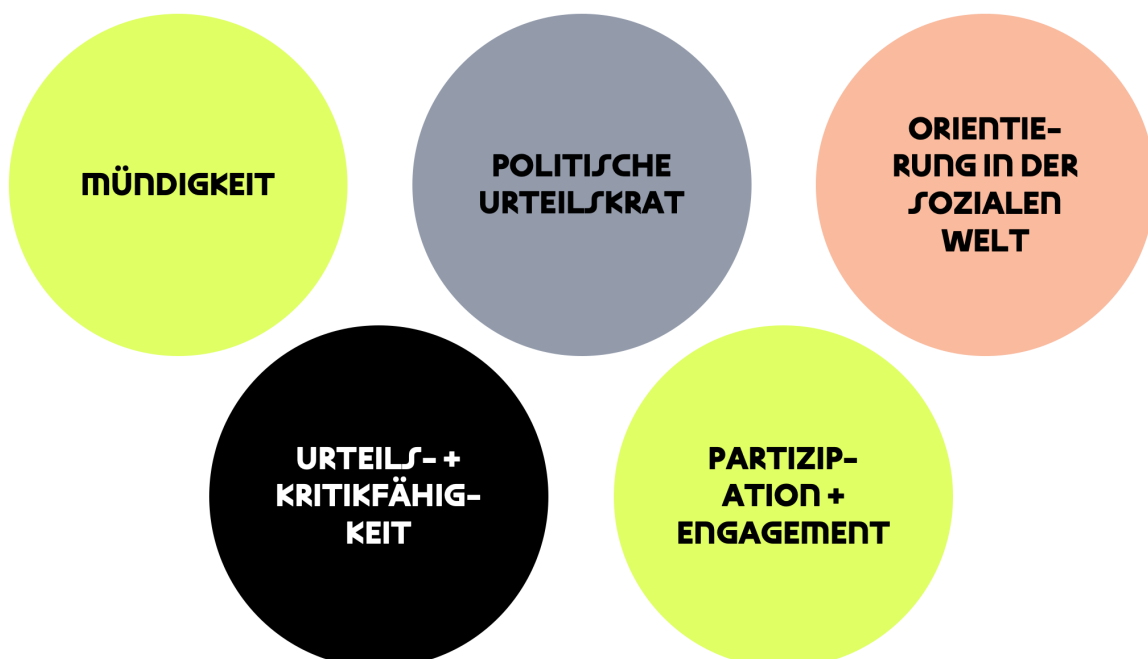 MÜNDIGKEIT
POLITISCHE
URTEILSKRAT
ORIENTIE-
RUNG IN DER
SOZIALEN
WELT
URTEILS- +
KRITIKFÄHIG-
KEIT
PARTIZIP-
ATION +
ENGAGEMENT